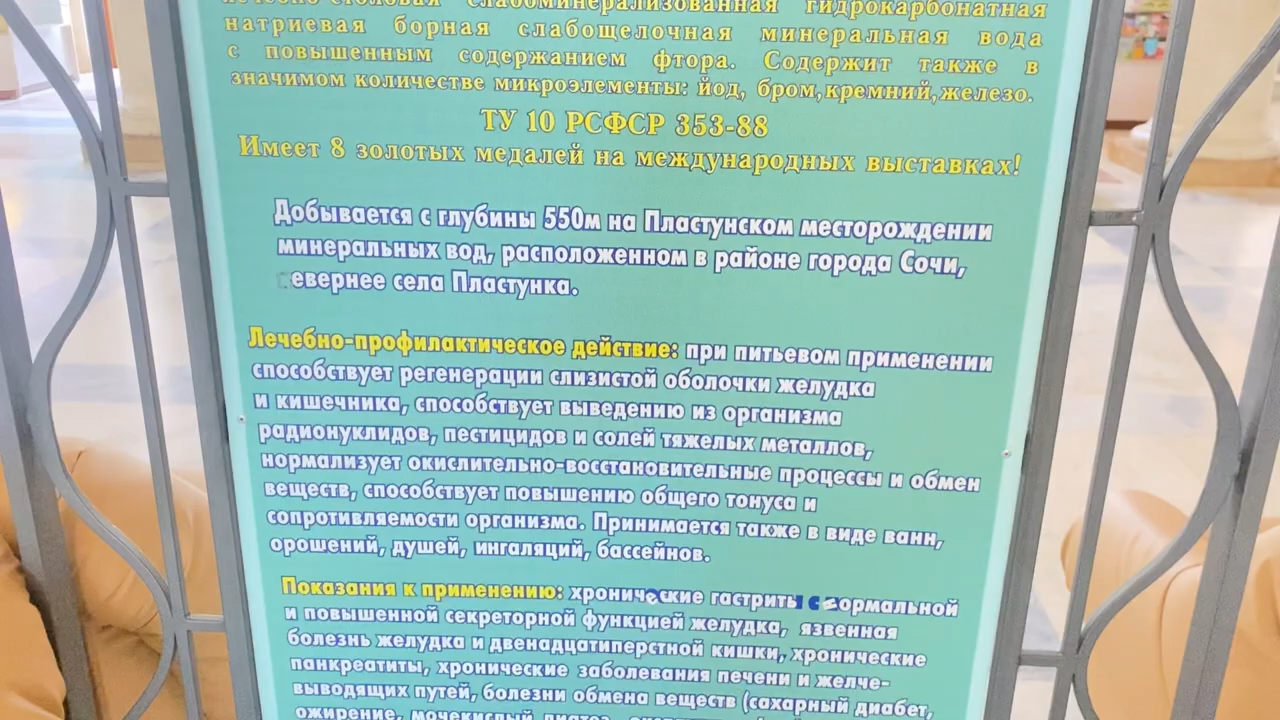 лечебно-столовая слабоминерализованная гидрокарбонатная
натриевая борная слабощелочная минеральная вода
с повышенным содержанием фтора. Содержит также в
значимом количестве микроэлементы: йод, бром,кремний,железо.
ТУ 10 РСФСР 353-88
Имеет 8 золотых медалей на международных выставках!
Добывается с глубины 550м на Пластунском месторождении
минеральных вод, расположенном в районе города Сочи,
севернее села Пластунка.
Лечебно-профилактическое действие: при питьевом применении
способствует регенерации слизистой оболочки желудка
и кишечника, способствует выведению из организма
радионуклидов, пестицидов и солей тяжелых металлов,
нормализует окислительно-восстановительные процессы и обмен
веществ, способствует повышению общего тонуса и
сопротивляемости организма. Принимается также в виде ванн,
орошений, душей, ингаляций, бассейнов.
Показания к применению: хронические гастриты с нормальной
и повышенной секреторной функцией желудка, язвенная
болезнь желудка и двенадцатиперстной кишки, хронические
панкреатиты, хронические заболевания печени и желче-
выводящих путей, болезни обмена веществ (сахарный диабет,
ожирение, мочекислый диатез,